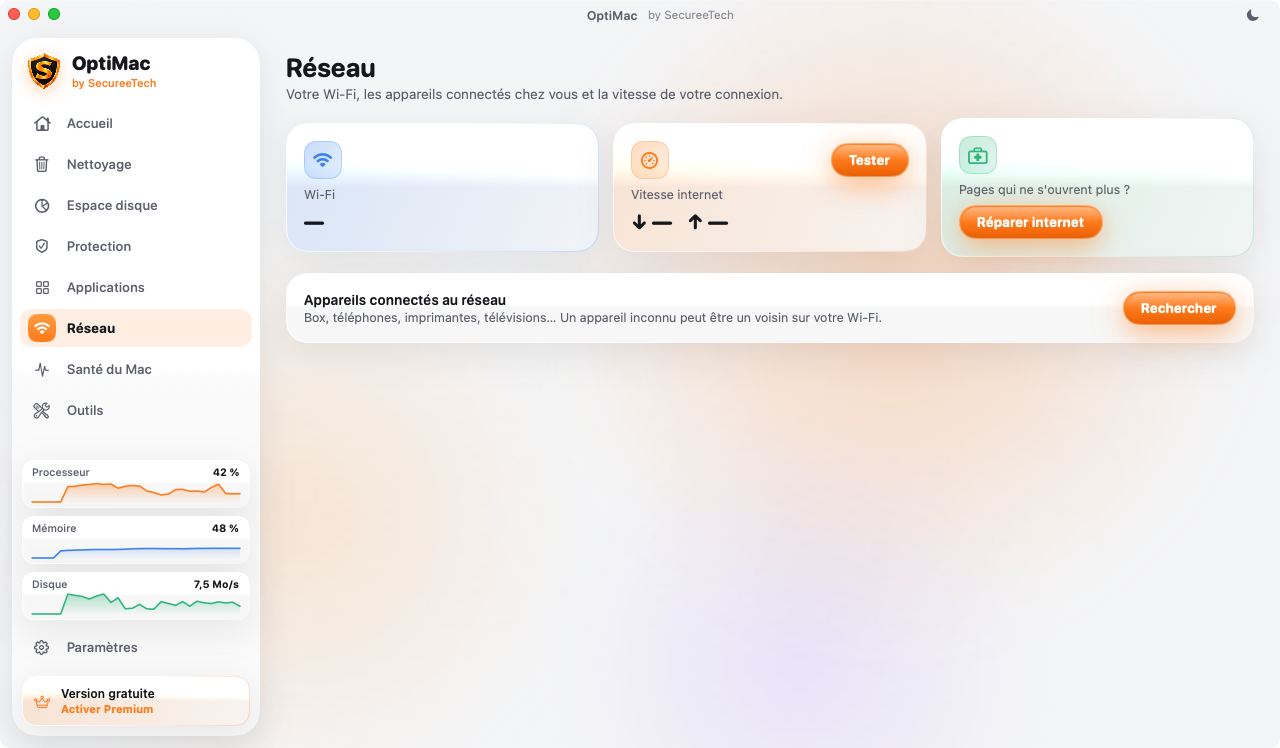 OptiMac by SecureeTech
OptiMac
by SecureeTech
Accueil
Nettoyage
Espace disque
Protection
Applications
Réseau
Santé du Mac
Outils
Processeur 42 %
Mémoire 48 %
Disque 7,5 Mo/s
Paramètres
Version gratuite
Activer Premium
Réseau
Votre Wi-Fi, les appareils connectés chez vous et la vitesse de votre connexion.
Wi-Fi
—
Tester
Vitesse internet
↓ — ↑ —
Pages qui ne s'ouvrent plus ?
Réparer internet
Appareils connectés au réseau
Box, téléphones, imprimantes, télévisions... Un appareil inconnu peut être un voisin sur votre Wi-Fi.
Rechercher